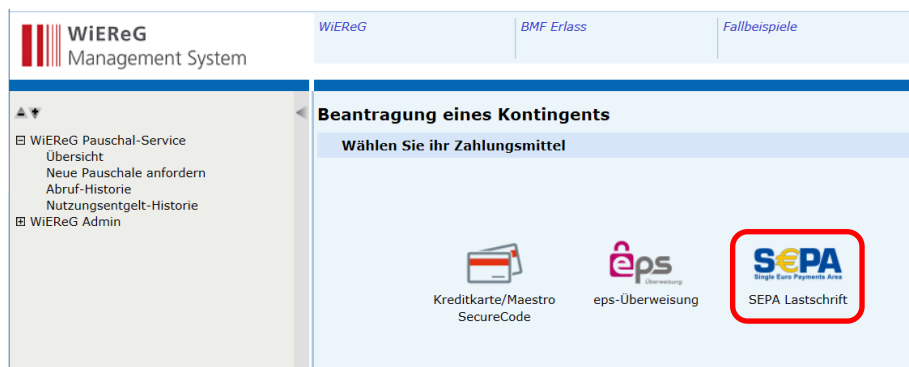 WiEReG
Management System
WiEReG
BMF Erlass
Fallbeispiele
WiEReG Pauschal-Service
Übersicht
Neue Pauschale anfordern
Abruf-Historie
Nutzungsentgelt-Historie
WiEReG Admin
Beantragung eines Kontingents
Wählen Sie ihr Zahlungsmittel
eps
Überweisung
S€PA
Single Euro Payments Area
Kreditkarte/Maestro
SecureCode
eps-Überweisung
SEPA Lastschrift